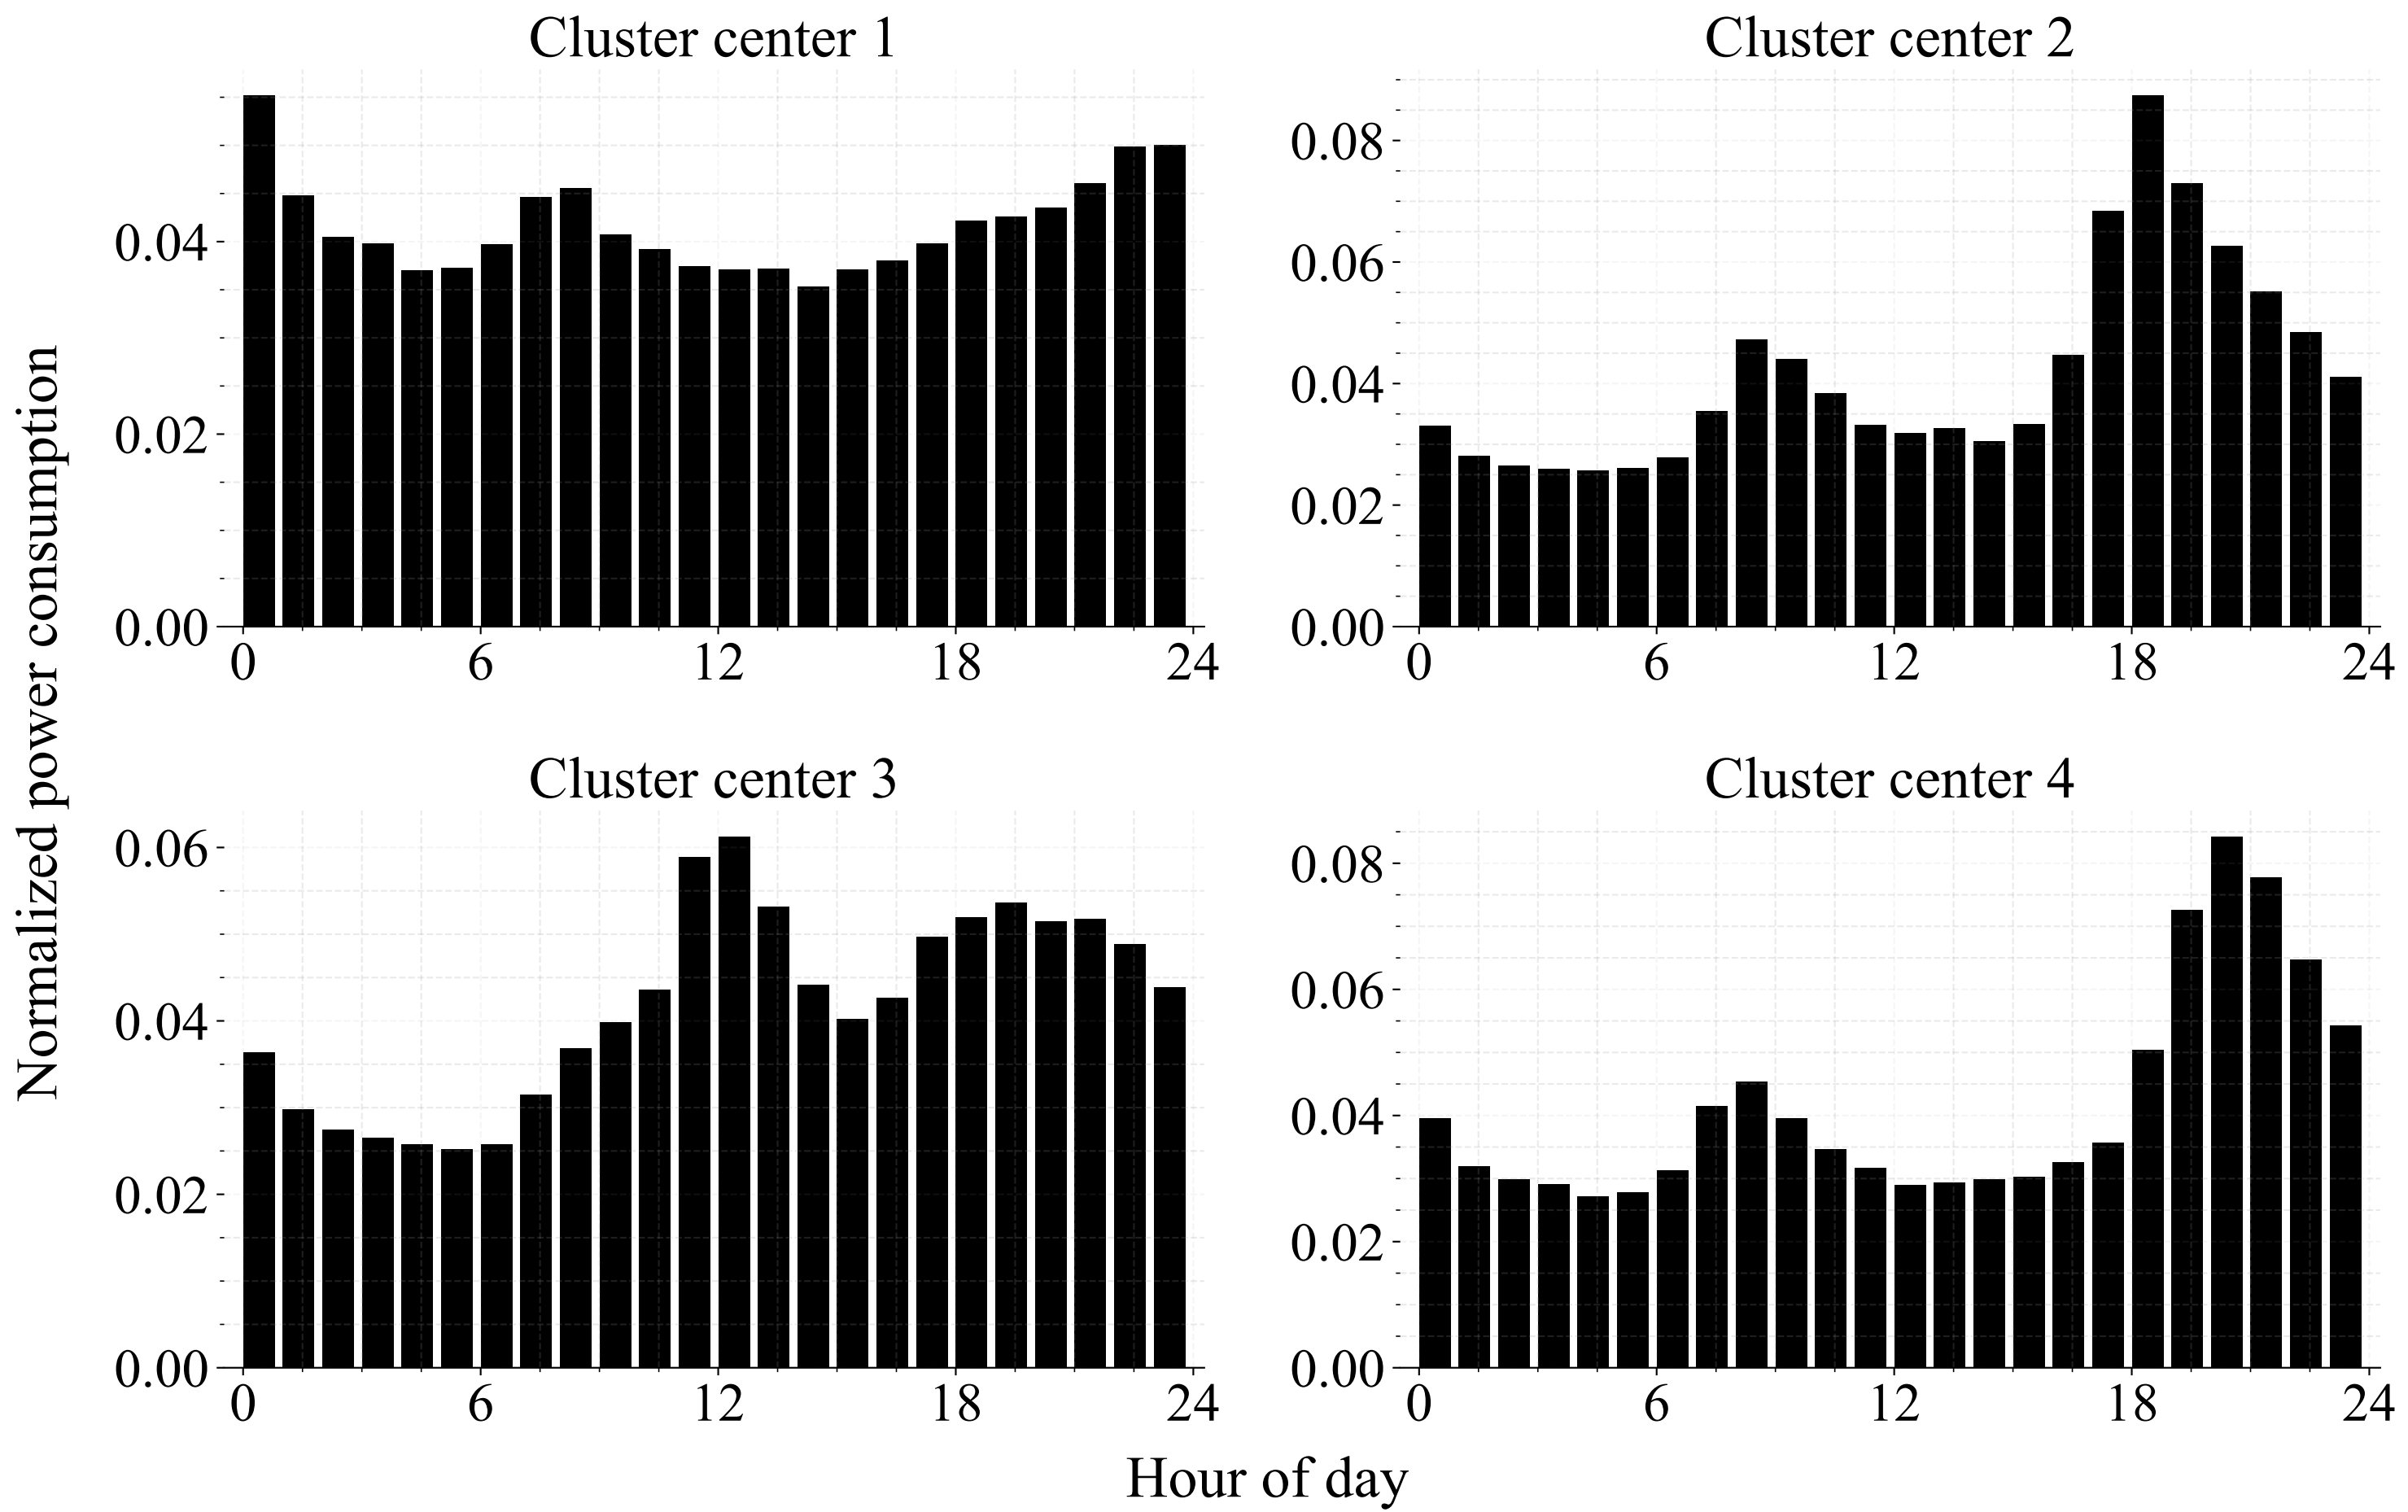 Normalized power consumption
Cluster center 1
0.04
0.02
0.00
0 6 12 18 24
Cluster center 2
0.08
0.06
0.04
0.02
0.00
0 6 12 18 24
Cluster center 3
0.06
0.04
0.02
0.00
0 6 12 18 24
Cluster center 4
0.08
0.06
0.04
0.02
0.00
0 6 12 18 24
Hour of day